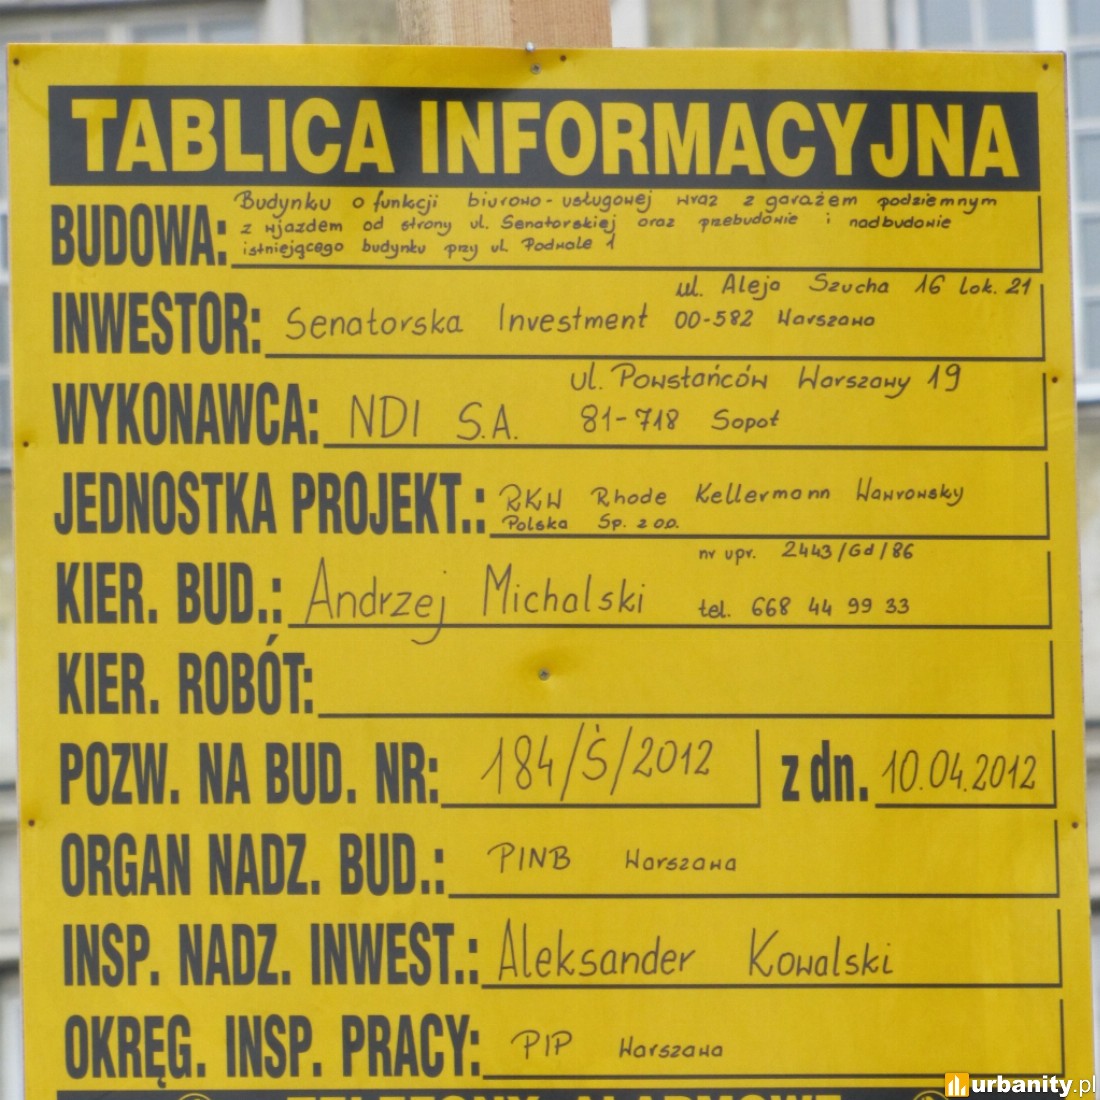 TABLICA INFORMACYJNA
BUDOWA: Budynku o funkcji biurowo-usługowej wraz z garażem podziemnym
z wjazdem od strony ul. Senatorskiej oraz przebudowie i nadbudowie
istniejącego budynku przy ul. Podwale 1
ul. Aleja Szucha 16 lok. 21
INWESTOR: Senatorska Investment 00-582 Warszawa
ul. Powstańców Warszawy 19
WYKONAWCA: NDI S.A. 81-718 Sopot
JEDNOSTKA PROJEKT.: RKW Rhode Kellermann Wawrowsky
Polska Sp. z o.o.
nr upr. 2443/Gd/86
KIER. BUD.: Andrzej Michalski tel. 668 44 99 33
KIER. ROBÓT:
POZW. NA BUD. NR: 184/Ś/2012 z dn. 10.04.2012
ORGAN NADZ. BUD.: PINB Warszawa
INSP. NADZ. INWEST.: Aleksander Kowalski
OKRĘG. INSP. PRACY: PIP Warszawa
TELEFONY ALARMOWE
urbanity.pl